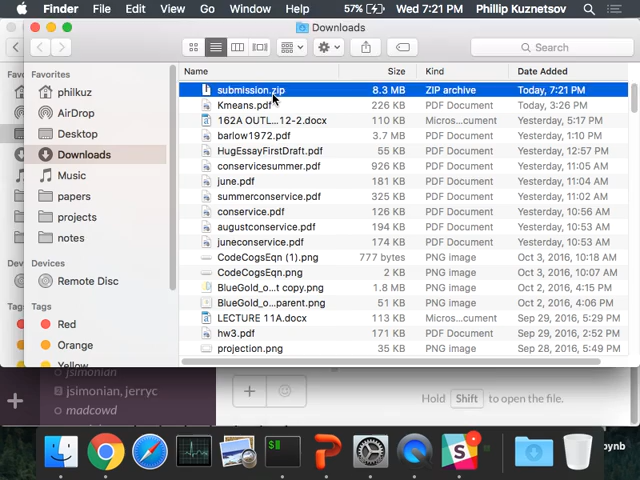 Finder File Edit View Go Window Help 57% Wed 7:21 PM Phillip Kuznetsov
Downloads
Search
Favorites
philkuz
AirDrop
Desktop
Downloads
Music
papers
projects
notes
Devices
Remote Disc
Tags
Red
Orange
Yellow
Favo
Devic
Tags
Name Size Kind Date Added
submission.zip 8.3 MB ZIP archive Today, 7:21 PM
Kmeans.pdf 226 KB PDF Document Today, 3:26 PM
162A OUTL...12-2.docx 110 KB Micros...cument Yesterday, 5:17 PM
barlow1972.pdf 3.7 MB PDF Document Yesterday, 1:10 PM
HugEssayFirstDraft.pdf 55 KB PDF Document Yesterday, 12:57 PM
conservicesummer.pdf 926 KB PDF Document Yesterday, 11:05 AM
june.pdf 181 KB PDF Document Yesterday, 11:04 AM
summerconservice.pdf 325 KB PDF Document Yesterday, 11:02 AM
conservice.pdf 126 KB PDF Document Yesterday, 10:56 AM
augustconservice.pdf 194 KB PDF Document Yesterday, 10:53 AM
juneconservice.pdf 174 KB PDF Document Yesterday, 10:53 AM
CodeCogsEqn (1).png 777 bytes PNG image Oct 3, 2016, 10:18 AM
CodeCogsEqn.png 2 KB PNG image Oct 3, 2016, 10:07 AM
BlueGold_o...t copy.png 1.8 MB PNG image Oct 2, 2016, 4:15 PM
BlueGold_o...parent.png 51 KB PNG image Oct 2, 2016, 4:06 PM
LECTURE 11A.docx 113 KB Micros...cument Sep 29, 2016, 5:29 PM
hw3.pdf 171 KB PDF Document Sep 29, 2016, 2:52 PM
projection.png 35 KB PNG image Sep 28, 2016, 5:49 PM
jsimonian
jsimonian, jerryc
madcowd
Hold Shift to open the file.
ynb